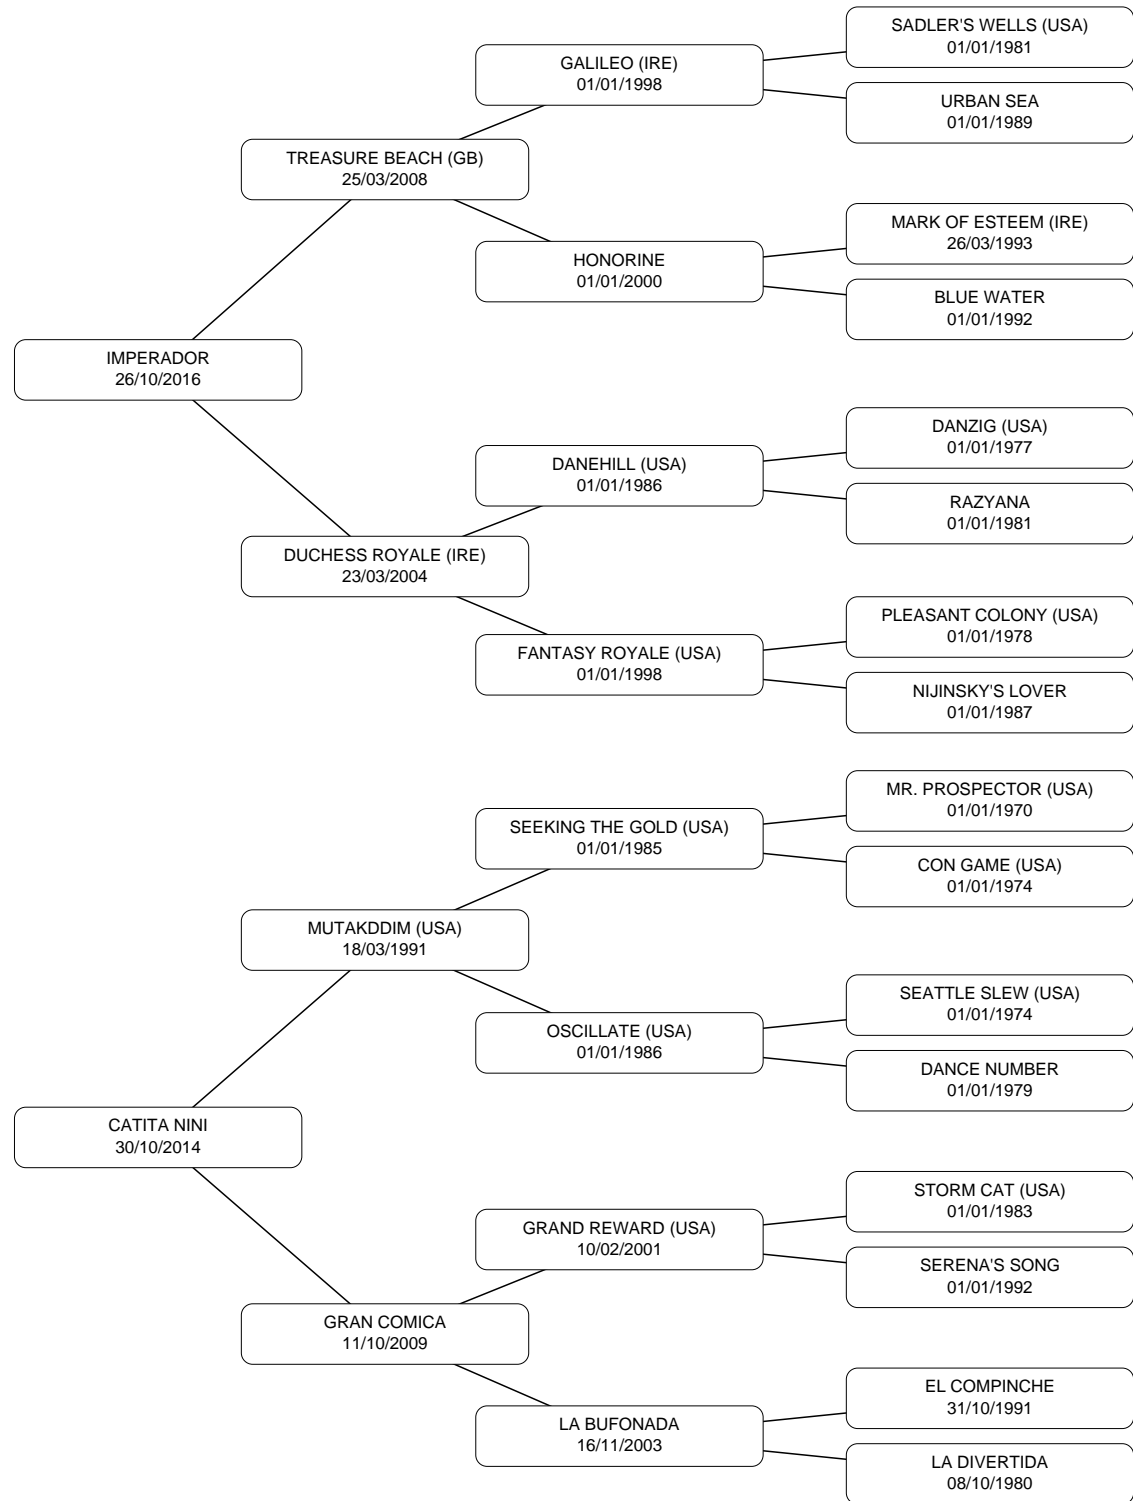 SADLER'S WELLS (USA)
01/01/1981
GALILEO (IRE)
01/01/1998
URBAN SEA
01/01/1989
TREASURE BEACH (GB)
25/03/2008
MARK OF ESTEEM (IRE)
26/03/1993
HONORINE
01/01/2000
BLUE WATER
01/01/1992
IMPERADOR
26/10/2016
DANZIG (USA)
01/01/1977
DANEHILL (USA)
01/01/1986
RAZYANA
01/01/1981
DUCHESS ROYALE (IRE)
23/03/2004
PLEASANT COLONY (USA)
01/01/1978
FANTASY ROYALE (USA)
01/01/1998
NIJINSKY'S LOVER
01/01/1987
MR. PROSPECTOR (USA)
01/01/1970
SEEKING THE GOLD (USA)
01/01/1985
CON GAME (USA)
01/01/1974
MUTAKDDIM (USA)
18/03/1991
SEATTLE SLEW (USA)
01/01/1974
OSCILLATE (USA)
01/01/1986
DANCE NUMBER
01/01/1979
CATITA NINI
30/10/2014
STORM CAT (USA)
01/01/1983
GRAND REWARD (USA)
10/02/2001
SERENA'S SONG
01/01/1992
GRAN COMICA
11/10/2009
EL COMPINCHE
31/10/1991
LA BUFONADA
16/11/2003
LA DIVERTIDA
08/10/1980